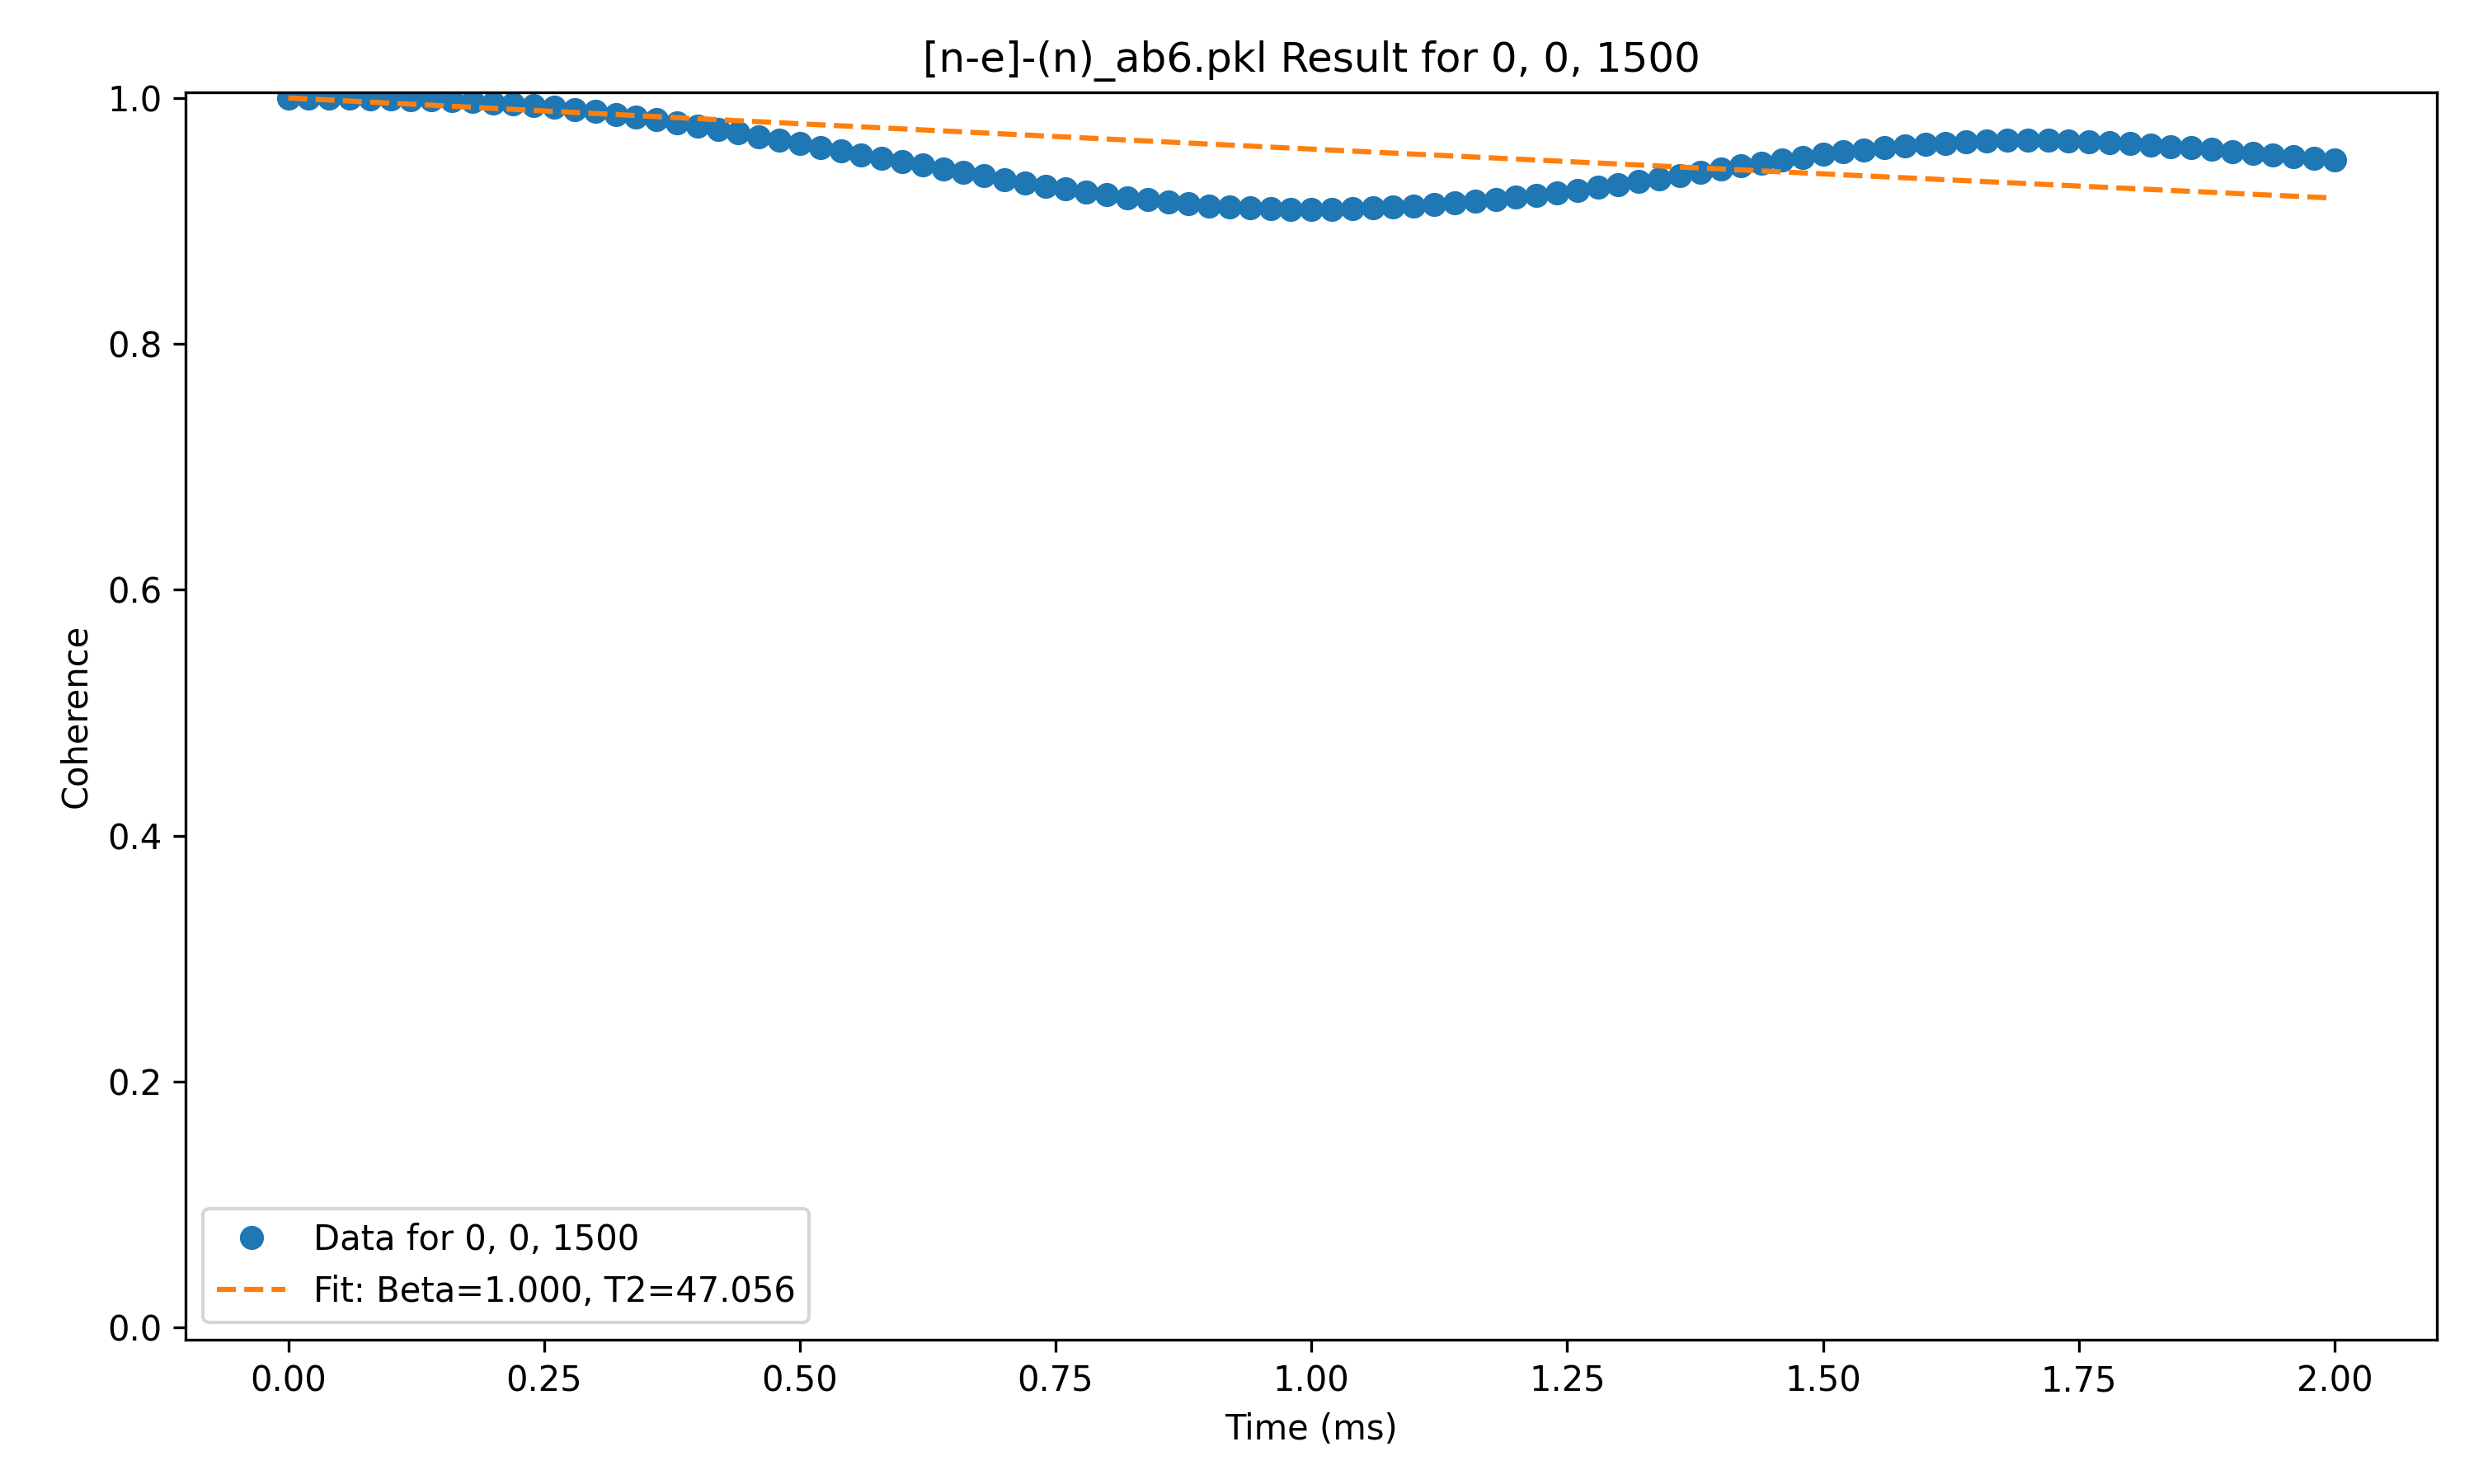 [n-e]-(n)_ab6.pkl Result for 0, 0, 1500
1.0
0.8
0.6
0.4
0.2
0.0
Coherence
Data for 0, 0, 1500
Fit: Beta=1.000, T2=47.056
0.00 0.25 0.50 0.75 1.00 1.25 1.50 1.75 2.00
Time (ms)